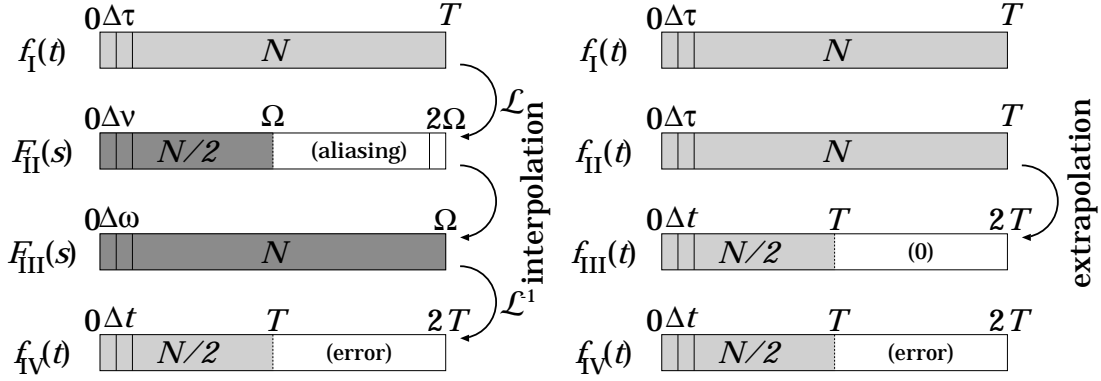 0 Δτ T
f_I(t) N
ℒ
0 Δν Ω 2Ω
F_II(s) N/2 (aliasing)
0 Δω Ω
F_III(s) N
ℒ⁻¹
0 Δt T 2T
f_IV(t) N/2 (error)
interpolation
0 Δτ T
f_I(t) N
0 Δτ T
f_II(t) N
0 Δt T 2T
f_III(t) N/2 (0)
0 Δt T 2T
f_IV(t) N/2 (error)
extrapolation